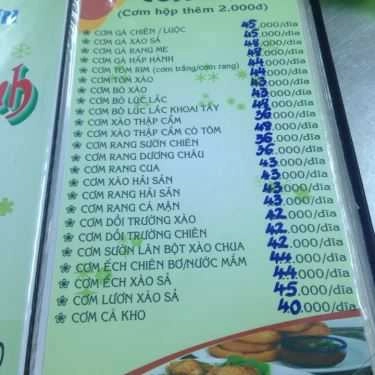 (Cơm hộp thêm 2.000đ)
CƠM GÀ CHIÊN / LUỘC 45.000/dĩa
CƠM GÀ XÀO SẢ 45.000/dĩa
CƠM GÀ RANG ME 48.000/dĩa
CƠM GÀ HẤP HÀNH 48.000/dĩa
CƠM TÔM RIM (cơm trắng/cơm rang) 44.000/dĩa
CƠM TÔM XÀO 44.000/dĩa
CƠM BÒ XÀO 43.000/dĩa
CƠM BÒ LÚC LẮC 43.000/dĩa
CƠM BÒ LÚC LẮC KHOAI TÂY 48.000/dĩa
CƠM XÀO THẬP CẨM 36.000/dĩa
CƠM XÀO THẬP CẨM CÓ TÔM 48.000/dĩa
CƠM RANG SƯỜN CHIÊN 36.000/dĩa
CƠM RANG DƯƠNG CHÂU 43.000/dĩa
CƠM RANG CUA 43.000/dĩa
CƠM XÀO HẢI SẢN 43.000/dĩa
CƠM RANG HẢI SẢN 43.000/dĩa
CƠM RANG CÁ MẶN 43.000/dĩa
CƠM DỒI TRƯỜNG XÀO 42.000/dĩa
CƠM DỒI TRƯỜNG CHIÊN 42.000/dĩa
CƠM SƯỜN LĂN BỘT XÀO CHUA 42.000/dĩa
CƠM ẾCH CHIÊN BƠ/NƯỚC MẮM 44.000/dĩa
CƠM ẾCH XÀO SẢ 44.000/dĩa
CƠM LƯƠN XÀO SẢ 45.000/dĩa
CƠM CÁ KHO 40.000/dĩa